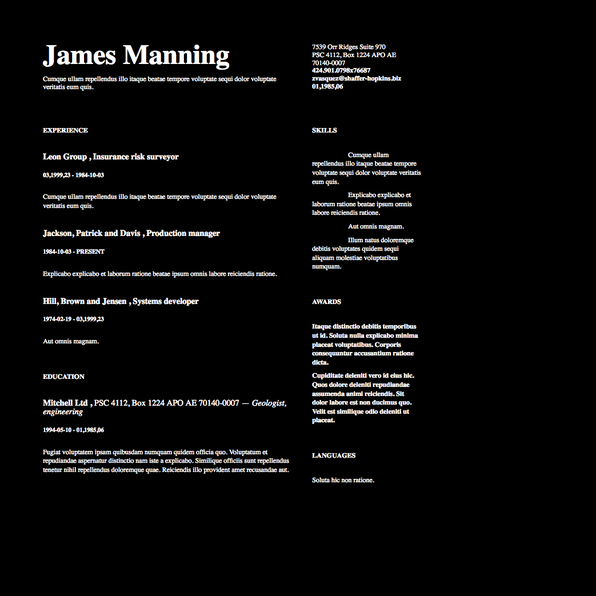 James Manning
Cumque ullam repellendus illo itaque beatae tempore voluptate sequi dolor voluptate
veritatis eum quis.
7539 Orr Ridges Suite 970
PSC 4112, Box 1224 APO AE
70140-0007
424.901.0798x76687
zvasquez@shaffer-hopkins.biz
01,1985,06
EXPERIENCE
Leon Group , Insurance risk surveyor
03,1999,23 - 1984-10-03
Cumque ullam repellendus illo itaque beatae tempore voluptate sequi dolor voluptate
veritatis eum quis.
Jackson, Patrick and Davis , Production manager
1984-10-03 - PRESENT
Explicabo explicabo et laborum ratione beatae ipsum omnis labore reiciendis ratione.
Hill, Brown and Jensen , Systems developer
1974-02-19 - 03,1999,23
Aut omnis magnam.
EDUCATION
Mitchell Ltd , PSC 4112, Box 1224 APO AE 70140-0007 — Geologist,
engineering
1994-05-10 - 01,1985,06
Fugiat voluptatem ipsam quibusdam numquam quidem officia quo. Voluptatum et
repudiandae aspernatur distinctio nam iste a explicabo. Similique officiis sunt repellendus
tenetur nihil repellendus doloremque quae. Reiciendis illo provident amet recusandae aut.
SKILLS
Cumque ullam
repellendus illo itaque beatae tempore
voluptate sequi dolor voluptate veritatis
eum quis.
Explicabo explicabo et
laborum ratione beatae ipsum omnis
labore reiciendis ratione.
Aut omnis magnam.
Illum natus doloremque
debitis voluptates quidem sequi
aliquam molestiae voluptatibus
numquam.
AWARDS
Itaque distinctio debitis temporibus
ut id. Soluta nulla explicabo minima
placeat voluptatibus. Corporis
consequuntur accusantium ratione
dicta.
Cupiditate deleniti vero id eius hic.
Quos dolore deleniti repudiandae
assumenda animi reiciendis. Sit
dolor labore est non ducimus quo.
Velit est similique odio deleniti ut
placeat.
LANGUAGES
Soluta hic non ratione.